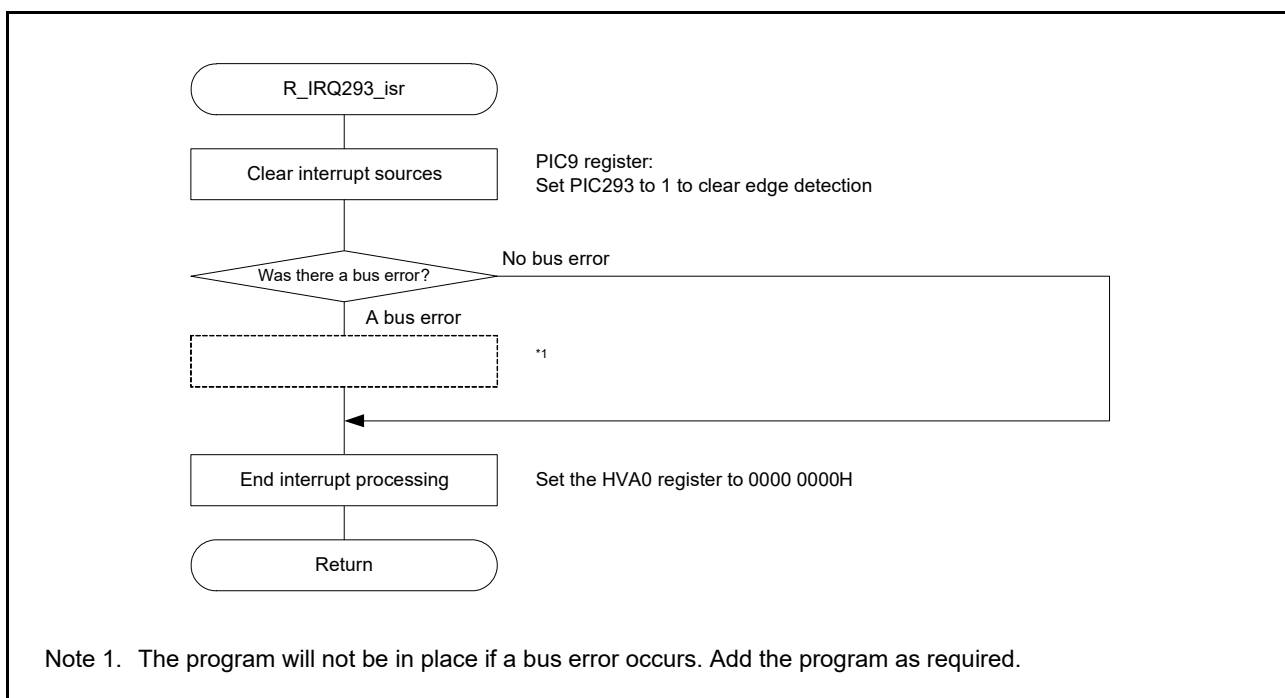 R_IRQ293_isr
Clear interrupt sources
PIC9 register:
Set PIC293 to 1 to clear edge detection
Was there a bus error?
No bus error
A bus error
*1
End interrupt processing
Set the HVA0 register to 0000 0000H
Return
Note 1. The program will not be in place if a bus error occurs. Add the program as required.